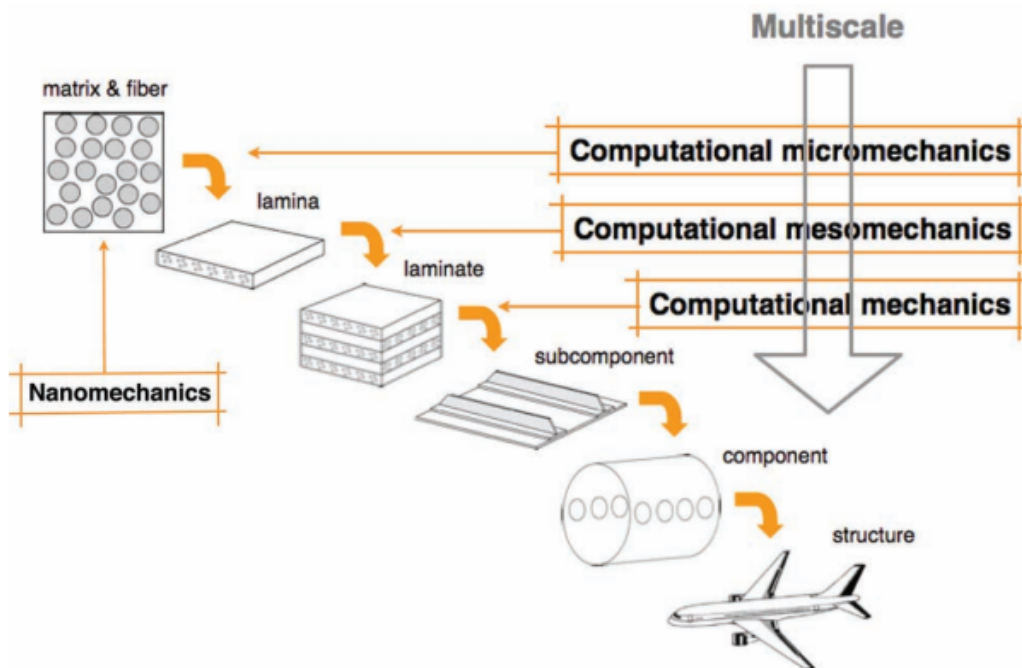 Multiscale
matrix & fiber
Computational micromechanics
lamina
Computational mesomechanics
laminate
Computational mechanics
subcomponent
Nanomechanics
component
structure